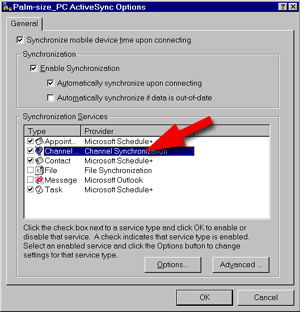 Palm-size_PC ActiveSync Options
General
Synchronize mobile device time upon connecting.
Synchronization
Enable Synchronization
Automatically synchronize upon connecting
Automatically synchronize if data is out-of-date
Synchronization Services
Type Provider
Appoint... Microsoft Schedule+
Channel ... Channel Synchronization
Contact Microsoft Schedule+
File File Synchronization
Message Microsoft Outlook
Task Microsoft Schedule+
Click the check box next to a service type and click OK to enable or
disable that service. A check indicates that service type is enabled.
Select an enabled service and click the Options button to change
settings for that service type.
Options... Advanced ...
OK Cancel